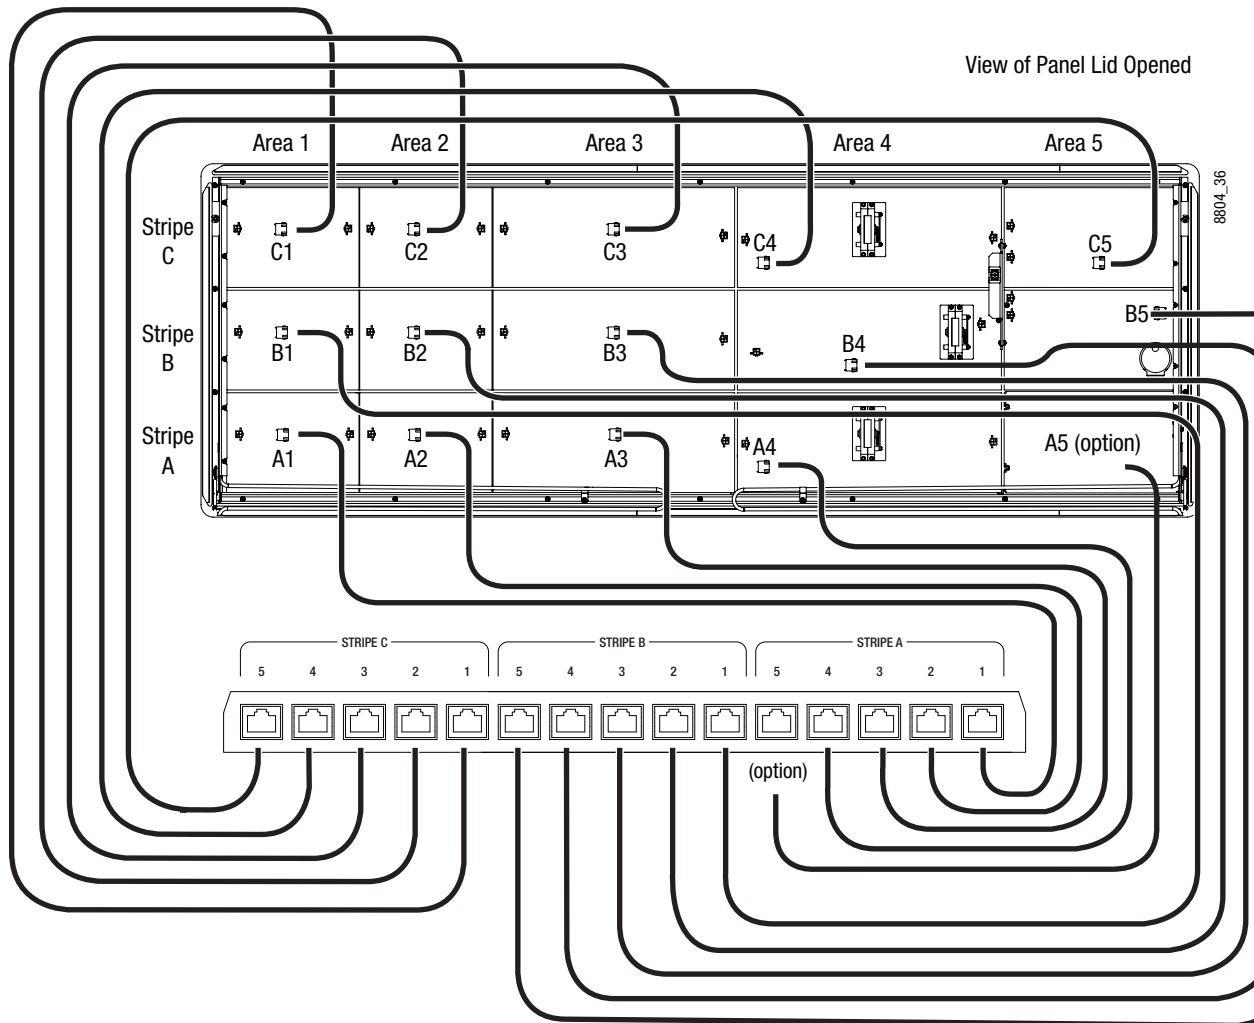 View of Panel Lid Opened
Area 1 Area 2 Area 3 Area 4 Area 5
8804_36
Stripe
C
C1 C2 C3 C4 C5
Stripe
B
B1 B2 B3 B4 B5
Stripe
A
A1 A2 A3 A4 A5 (option)
STRIPE C STRIPE B STRIPE A
5 4 3 2 1 5 4 3 2 1 5 4 3 2 1
(option)